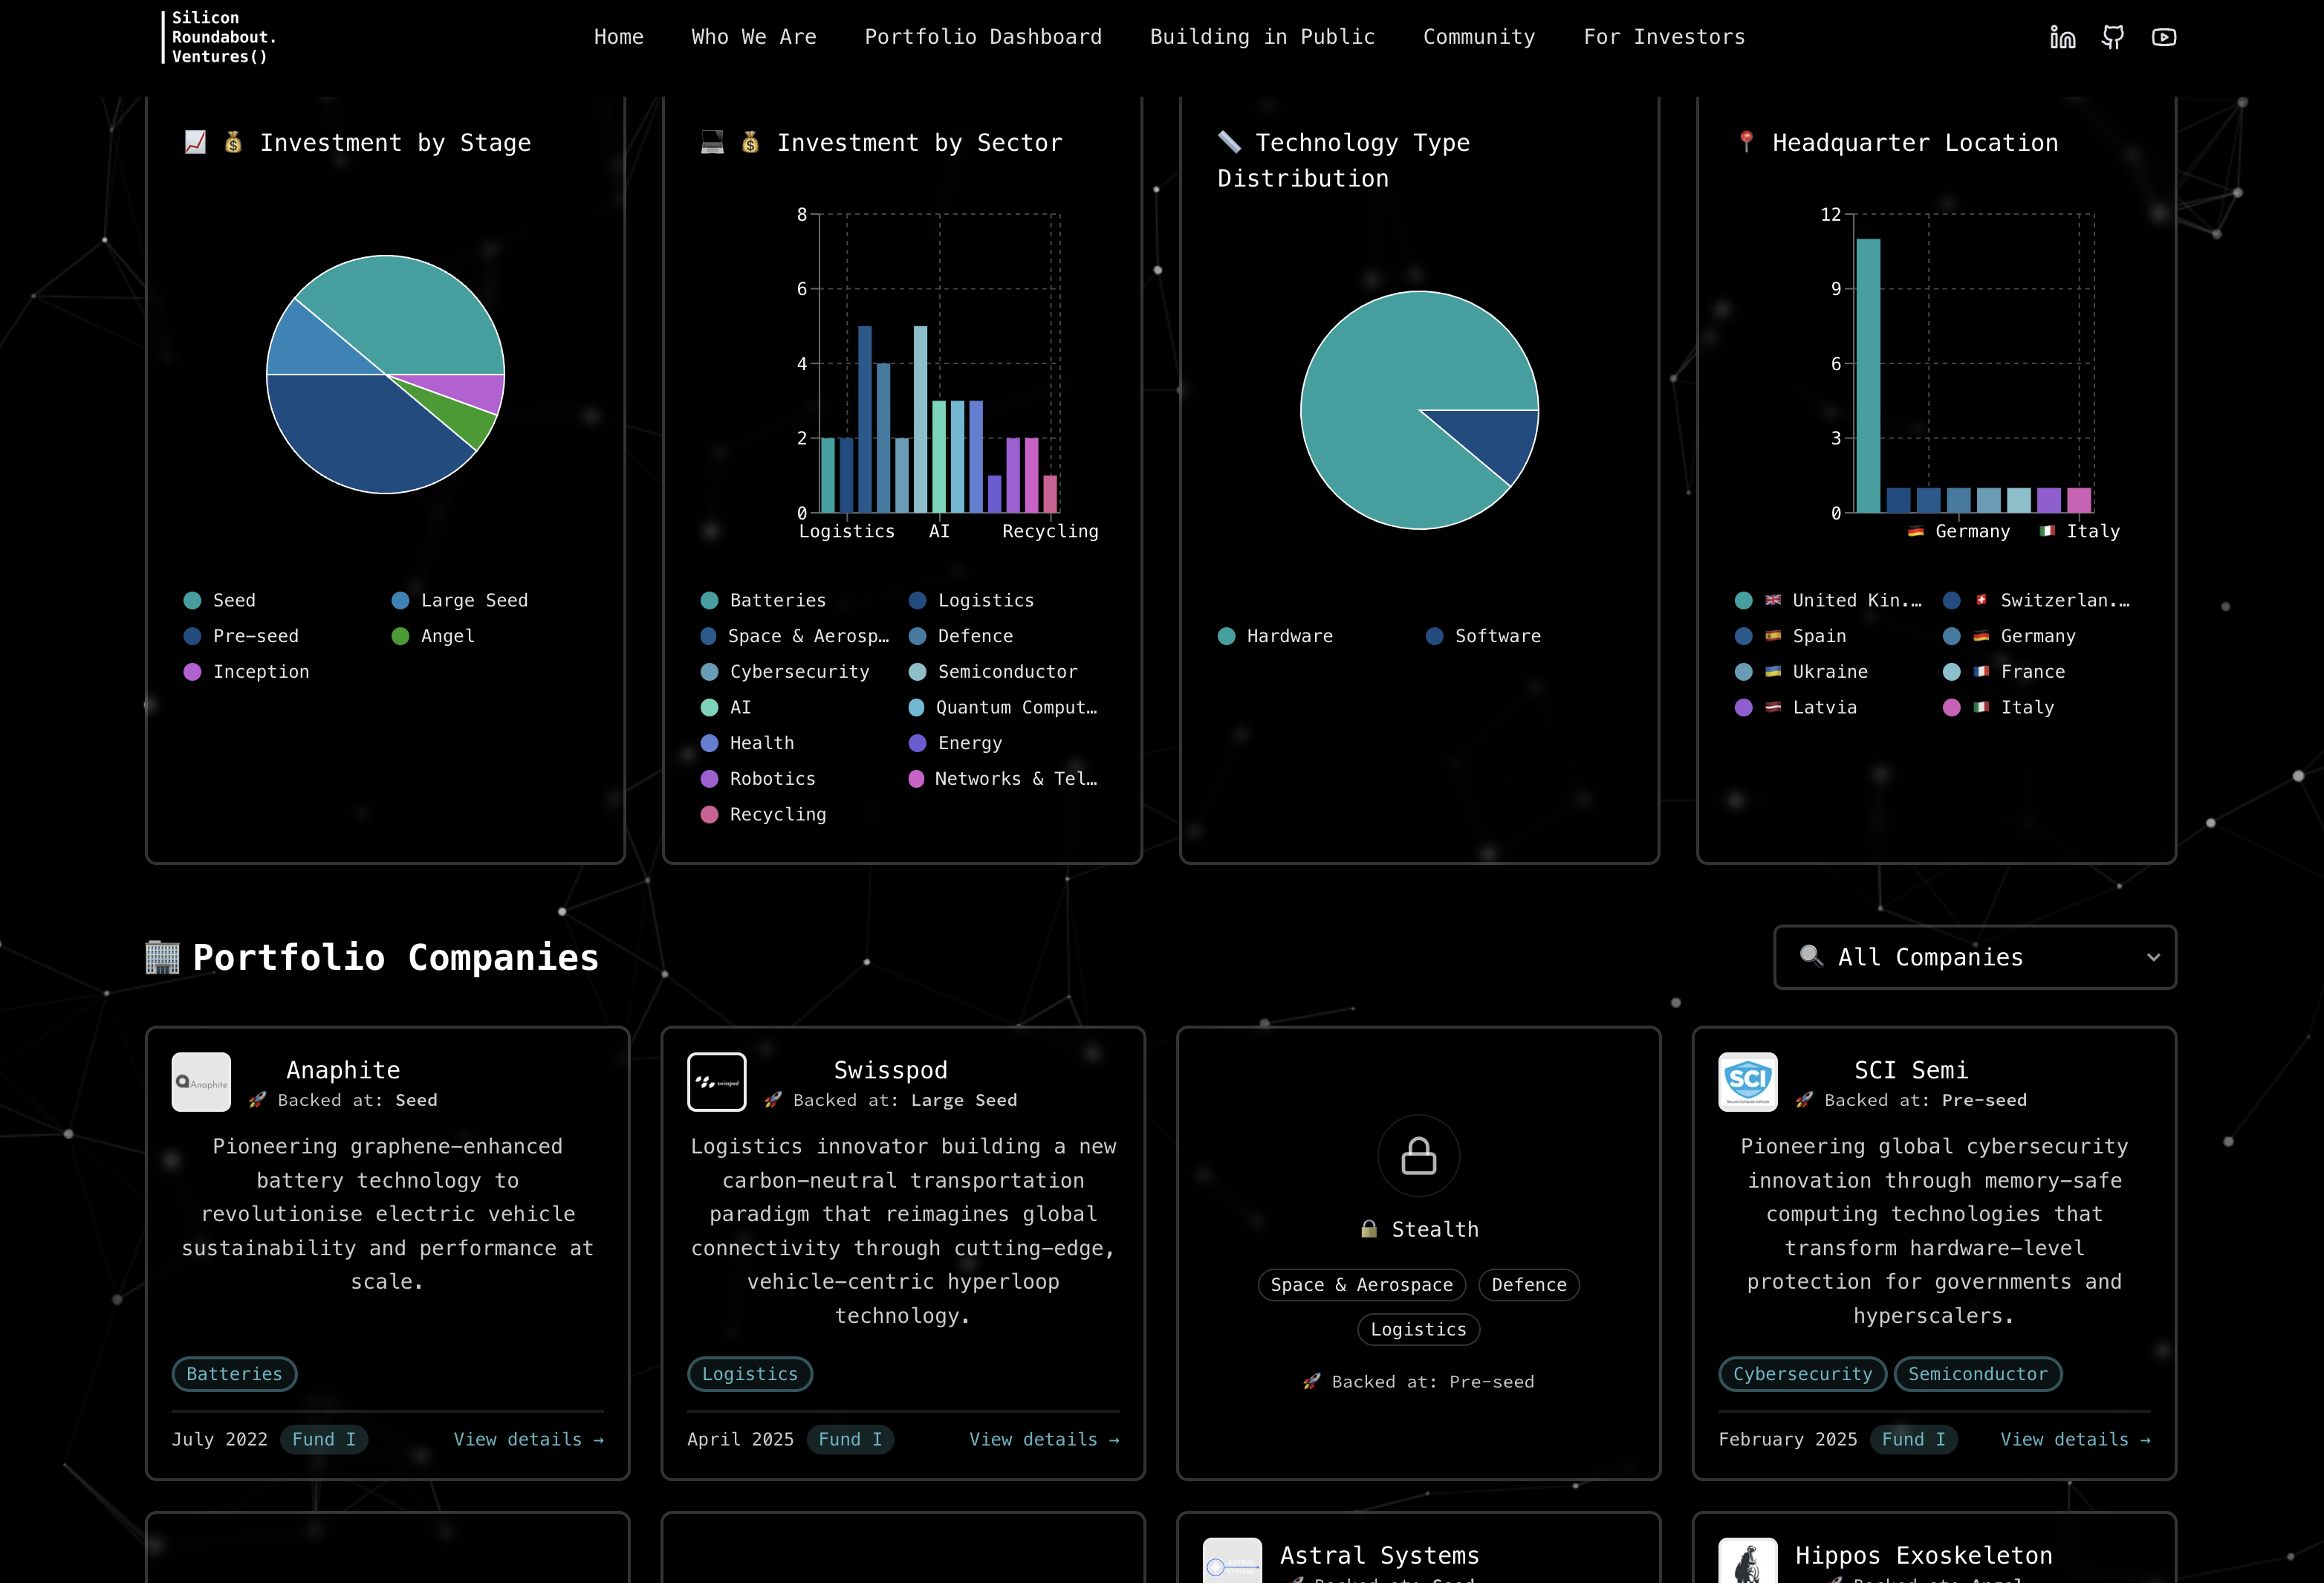 Silicon
Roundabout.
Ventures()
Home
Who We Are
Portfolio Dashboard
Building in Public
Community
For Investors
Investment by Stage
Seed
Large Seed
Pre-seed
Angel
Inception
Investment by Sector
8
6
4
2
0
Logistics
AI
Recycling
Batteries
Logistics
Space & Aerosp…
Defence
Cybersecurity
Semiconductor
AI
Quantum Comput…
Health
Energy
Robotics
Networks & Tel…
Recycling
Technology Type
Distribution
Hardware
Software
Headquarter Location
12
9
6
3
0
Germany
Italy
United Kin.…
Switzerlan.…
Spain
Germany
Ukraine
France
Latvia
Italy
Portfolio Companies
All Companies
Anaphite
Anaphite
Backed at: Seed
Pioneering graphene-enhanced
battery technology to
revolutionise electric vehicle
sustainability and performance at
scale.
Batteries
July 2022
Fund I
View details →
swisspod
Swisspod
Backed at: Large Seed
Logistics innovator building a new
carbon-neutral transportation
paradigm that reimagines global
connectivity through cutting-edge,
vehicle-centric hyperloop
technology.
Logistics
April 2025
Fund I
View details →
Stealth
Space & Aerospace
Defence
Logistics
Backed at: Pre-seed
SCI
SCI Semi
Backed at: Pre-seed
Pioneering global cybersecurity
innovation through memory-safe
computing technologies that
transform hardware-level
protection for governments and
hyperscalers.
Cybersecurity
Semiconductor
February 2025
Fund I
View details →
Astral Systems
Backed at: Seed
Hippos Exoskeleton
Backed at: Angel